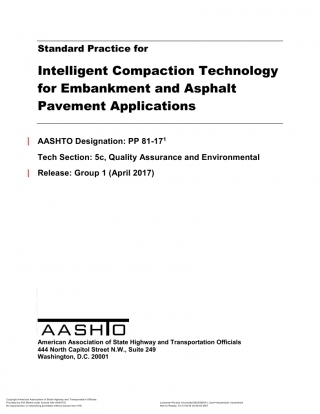 Standard Practice for
Intelligent Compaction Technology
for Embankment and Asphalt
Pavement Applications
AASHTO Designation: PP 81-17¹
Tech Section: 5c, Quality Assurance and Environmental
Release: Group 1 (April 2017)
AASHTO
American Association of State Highway and Transportation Officials
444 North Capitol Street N.W., Suite 249
Washington, D.C. 20001